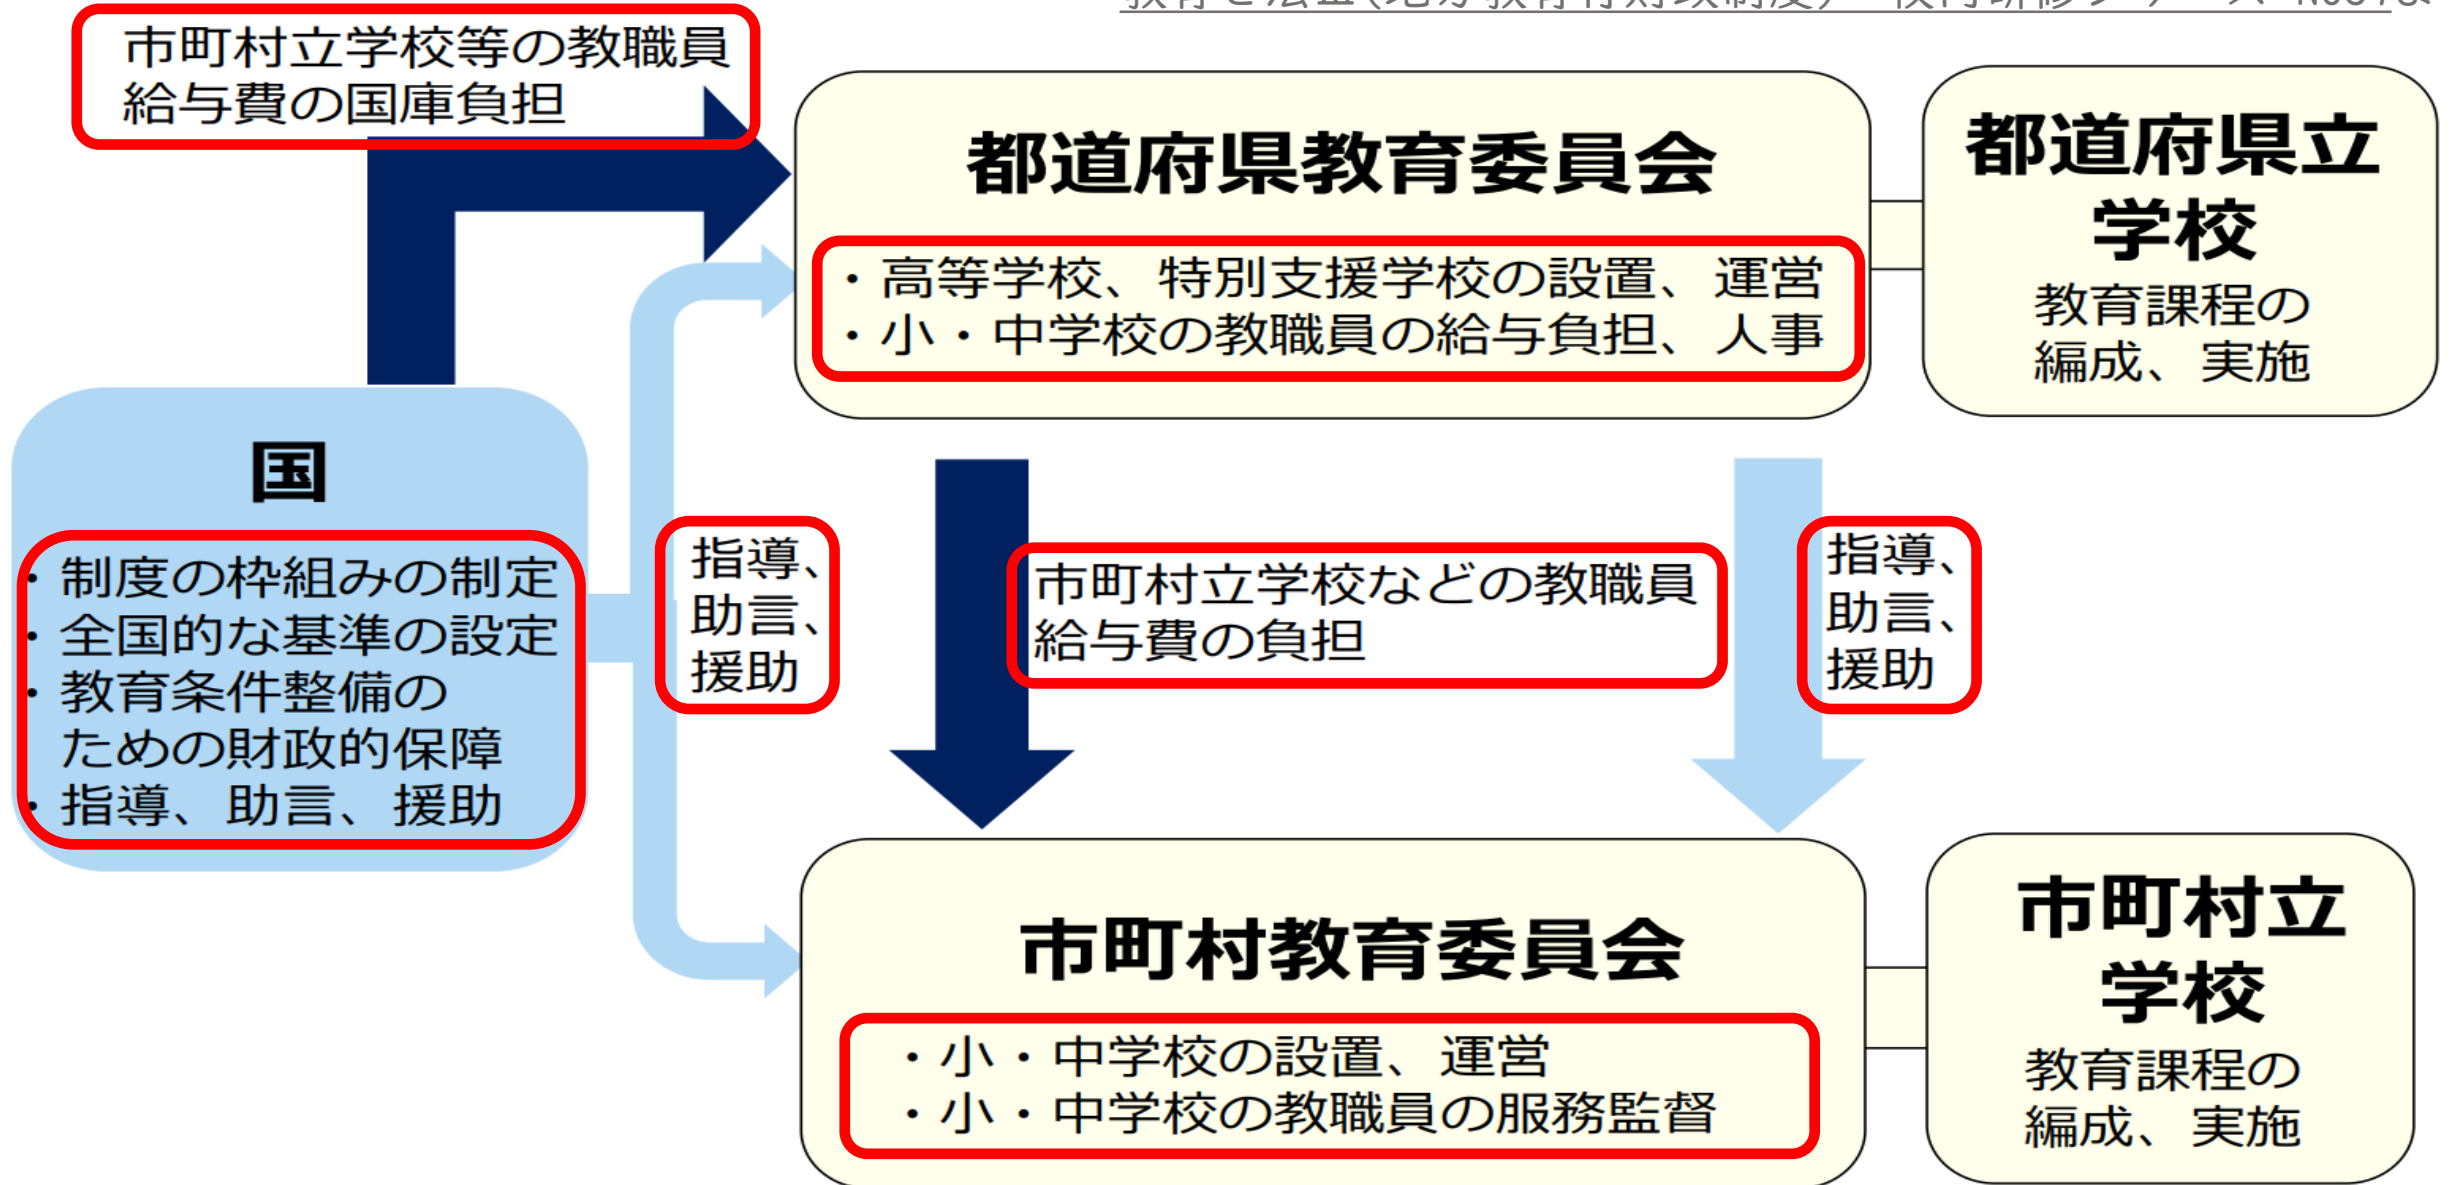 市町村立学校等の教職員
給与費の国庫負担
都道府県教育委員会
・高等学校、特別支援学校の設置、運営
・小・中学校の教職員の給与負担、人事
都道府県立
学校
教育課程の
編成、実施
国
・制度の枠組みの制定
・全国的な基準の設定
・教育条件整備の
ための財政的保障
・指導、助言、援助
指導、
助言、
援助
市町村立学校などの教職員
給与費の負担
指導、
助言、
援助
市町村教育委員会
・小・中学校の設置、運営
・小・中学校の教職員の服務監督
市町村立
学校
教育課程の
編成、実施